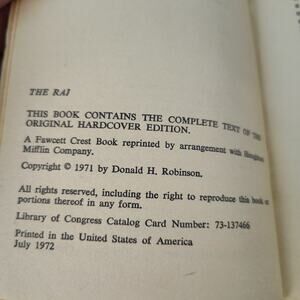 THE RAJ
THIS BOOK CONTAINS THE COMPLETE TEXT OF THE
ORIGINAL HARDCOVER EDITION.
A Fawcett Crest Book reprinted by arrangement with Houghton
Mifflin Company.
Copyright © 1971 by Donald H. Robinson.
All rights reserved, including the right to reproduce this book or
portions thereof in any form.
Library of Congress Catalog Card Number: 73-137466
Printed in the United States of America
July 1972